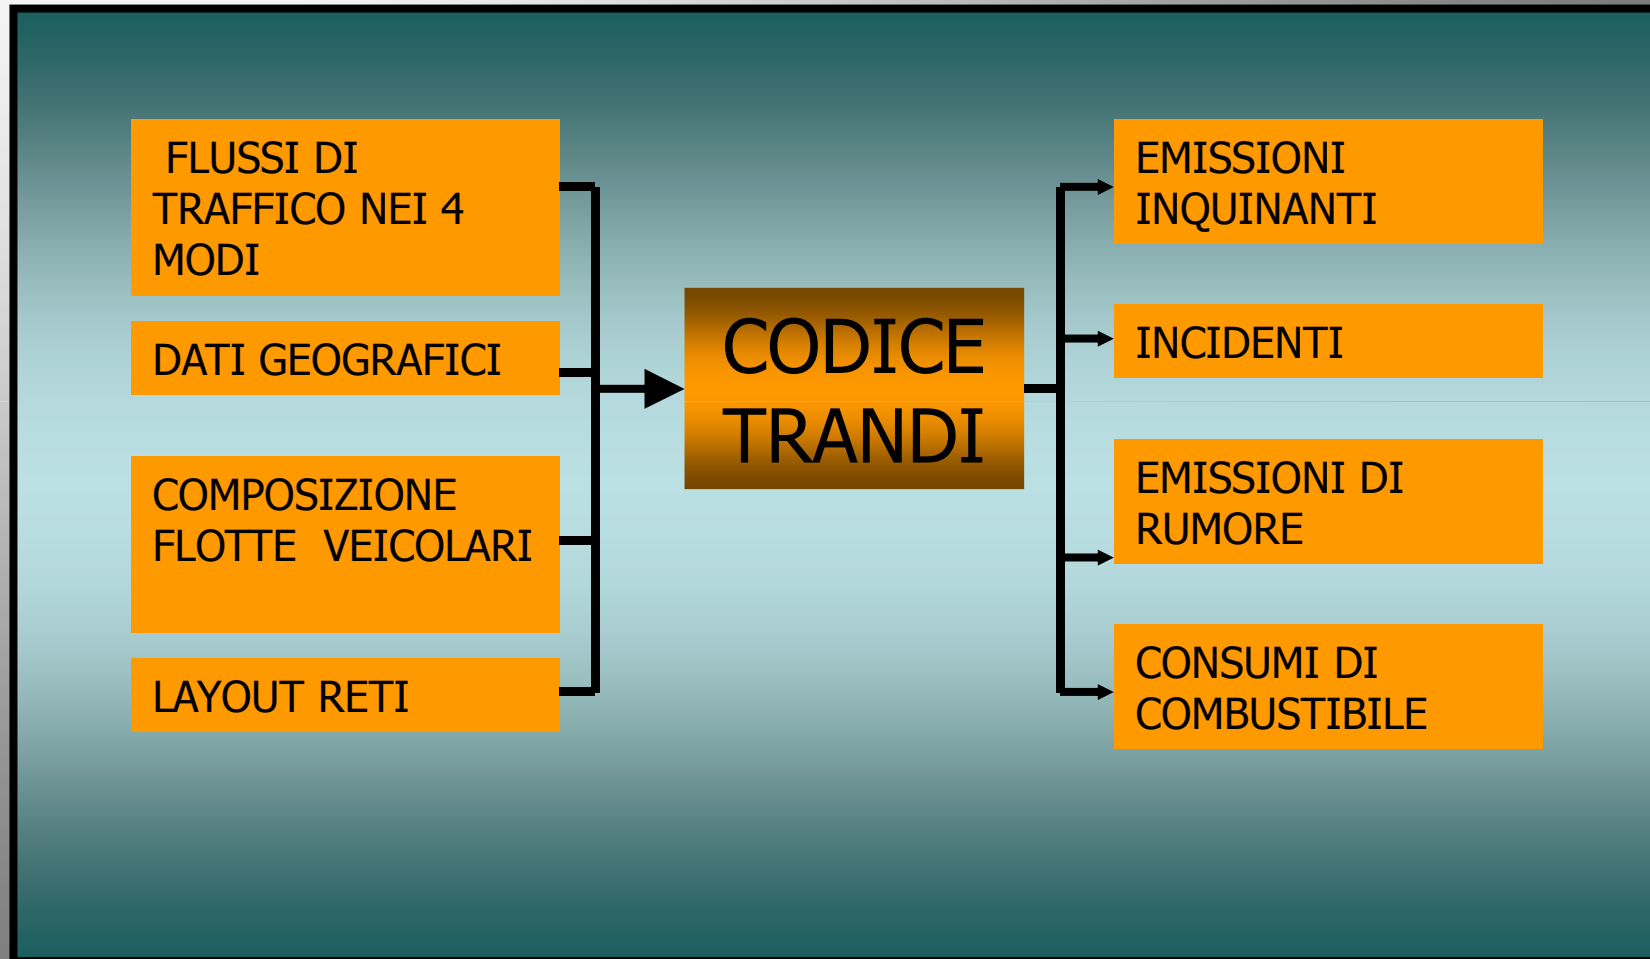 FLUSSI DI
TRAFFICO NEI 4
MODI
DATI GEOGRAFICI
COMPOSIZIONE
FLOTTE VEICOLARI
LAYOUT RETI
CODICE
TRANDI
EMISSIONI
INQUINANTI
INCIDENTI
EMISSIONI DI
RUMORE
CONSUMI DI
COMBUSTIBILE